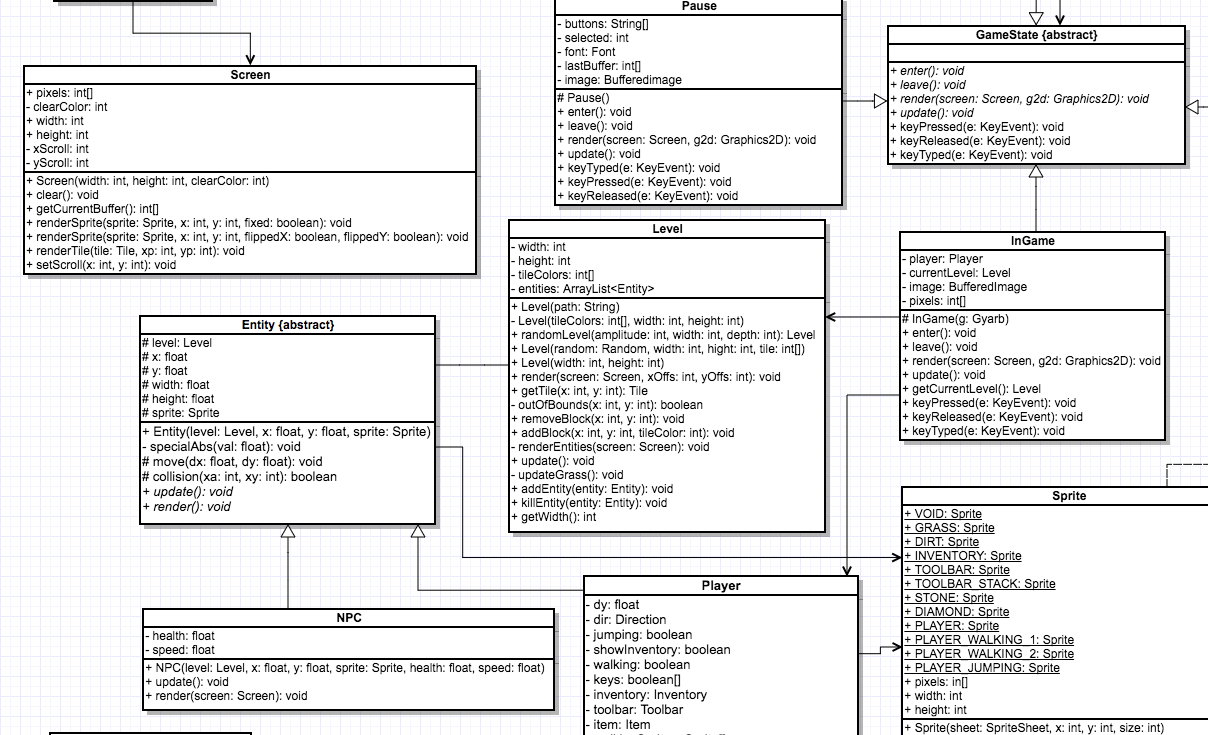 Screen
+ pixels: int[]
- clearColor: int
+ width: int
+ height: int
- xScroll: int
- yScroll: int
+ Screen(width: int, height: int, clearColor: int)
+ clear(): void
+ getCurrentBuffer(): int[]
+ renderSprite(sprite: Sprite, x: int, y: int, fixed: boolean): void
+ renderSprite(sprite: Sprite, x: int, y: int, flippedX: boolean, flippedY: boolean): void
+ renderTile(tile: Tile, xp: int, yp: int): void
+ setScroll(x: int, y: int): void
Pause
- buttons: String[]
- selected: int
- font: Font
- lastBuffer: int[]
- image: BufferedImage
# Pause()
+ enter(): void
+ leave(): void
+ render(screen: Screen, g2d: Graphics2D): void
+ update(): void
+ keyTyped(e: KeyEvent): void
+ keyPressed(e: KeyEvent): void
+ keyReleased(e: KeyEvent): void
GameState {abstract}
+ enter(): void
+ leave(): void
+ render(screen: Screen, g2d: Graphics2D): void
+ update(): void
+ keyPressed(e: KeyEvent): void
+ keyReleased(e: KeyEvent): void
+ keyTyped(e: KeyEvent): void
Level
- width: int
- height: int
- tileColors: int[]
- entities: ArrayList<Entity>
+ Level(path: String)
- Level(tileColors: int[], width: int, height: int)
+ randomLevel(amplitude: int, width: int, depth: int): Level
+ Level(random: Random, width: int, hight: int, tile: int[])
+ Level(width: int, height: int)
+ render(screen: Screen, xOffs: int, yOffs: int): void
+ getTile(x: int, y: int): Tile
- outOfBounds(x: int, y: int): boolean
+ removeBlock(x: int, y: int): void
+ addBlock(x: int, y: int, tileColor: int): void
- renderEntities(screen: Screen): void
+ update(): void
- updateGrass(): void
+ addEntity(entity: Entity): void
+ killEntity(entity: Entity): void
+ getWidth(): int
InGame
- player: Player
- currentLevel: Level
- image: BufferedImage
- pixels: int[]
# InGame(g: Gyarb)
+ enter(): void
+ leave(): void
+ render(screen: Screen, g2d: Graphics2D): void
+ update(): void
+ getCurrentLevel(): Level
+ keyPressed(e: KeyEvent): void
+ keyReleased(e: KeyEvent): void
+ keyTyped(e: KeyEvent): void
Entity {abstract}
# level: Level
# x: float
# y: float
# width: float
# height: float
# sprite: Sprite
+ Entity(level: Level, x: float, y: float, sprite: Sprite)
- specialAbs(val: float): void
# move(dx: float, dy: float): void
# collision(xa: int, xy: int): boolean
+ update(): void
+ render(): void
NPC
- health: float
- speed: float
+ NPC(level: Level, x: float, y: float, sprite: Sprite, health: float, speed: float)
+ update(): void
+ render(screen: Screen): void
Player
- dy: float
- dir: Direction
- jumping: boolean
- showInventory: boolean
- walking: boolean
- keys: boolean[]
- inventory: Inventory
- toolbar: Toolbar
- item: Item
Sprite
+ VOID: Sprite
+ GRASS: Sprite
+ DIRT: Sprite
+ INVENTORY: Sprite
+ TOOLBAR: Sprite
+ TOOLBAR_STACK: Sprite
+ STONE: Sprite
+ DIAMOND: Sprite
+ PLAYER: Sprite
+ PLAYER_WALKING_1: Sprite
+ PLAYER_WALKING_2: Sprite
+ PLAYER_JUMPING: Sprite
+ pixels: in[]
+ width: int
+ height: int
+ Sprite(sheet: SpriteSheet, x: int, y: int, size: int)